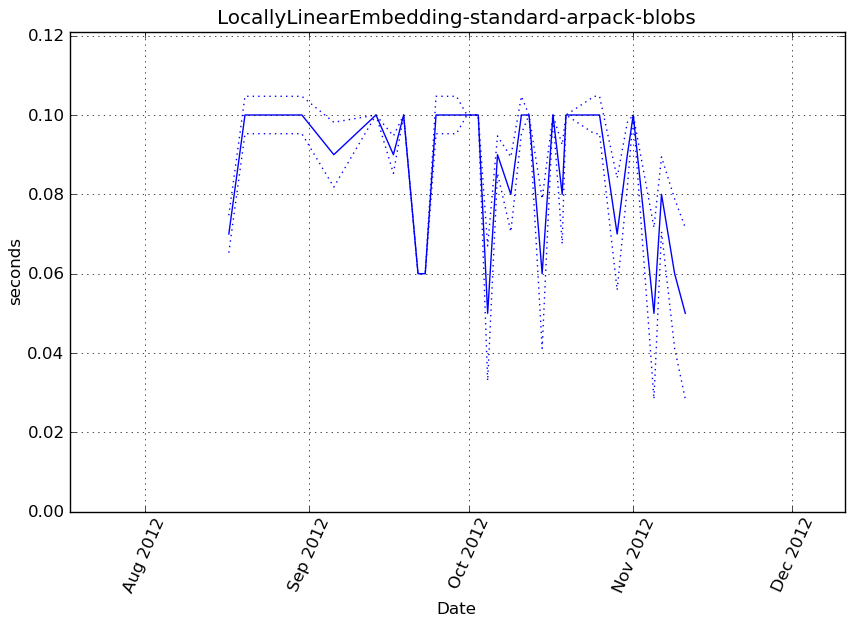 LocallyLinearEmbedding-standard-arpack-blobs
0.12
0.10
0.08
0.06
0.04
0.02
0.00
seconds
Aug 2012
Sep 2012
Oct 2012
Nov 2012
Dec 2012
Date